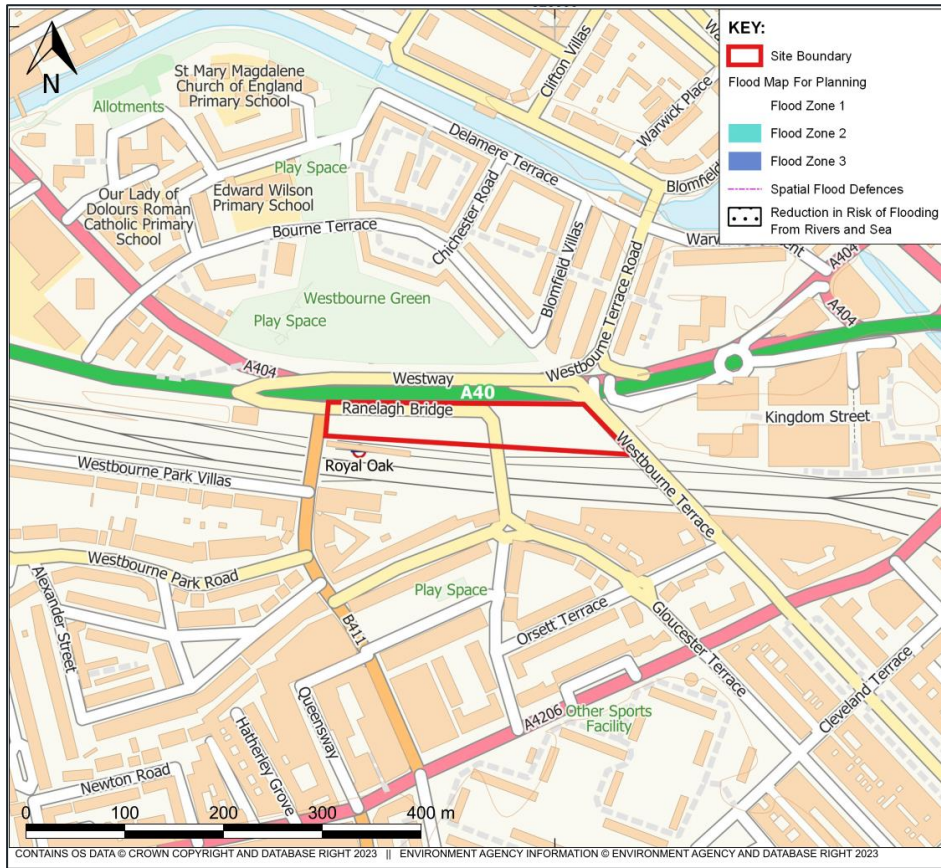 N
KEY:
Site Boundary
Flood Map For Planning
Flood Zone 1
Flood Zone 2
Flood Zone 3
Spatial Flood Defences
Reduction in Risk of Flooding
From Rivers and Sea
St Mary Magdalene
Church of England
Primary School
Allotments
Clifton Villas
Warwick Place
Delamere Terrace
Play Space
Our Lady of
Dolours Roman
Catholic Primary
School
Edward Wilson
Primary School
Chichester Road
Bourne Terrace
Blomfield Villas
Westbourne Terrace Road
A404
A404
Westbourne Green
Play Space
A404
Westway
Westbourne Terrace Road
A40
Ranelagh Bridge
Kingdom Street
Westbourne Terrace
Royal Oak
Westbourne Park Villas
Westbourne Park Road
Alexander Street
Play Space
Orsett Terrace
Gloucester Terrace
B411
Cleveland Terrace
Queensway
A4206
Other Sports
Facility
Hatherley Grove
Newton Road
0 100 200 300 400 m
CONTAINS OS DATA © CROWN COPYRIGHT AND DATABASE RIGHT 2023 || ENVIRONMENT AGENCY INFORMATION © ENVIRONMENT AGENCY AND DATABASE RIGHT 2023